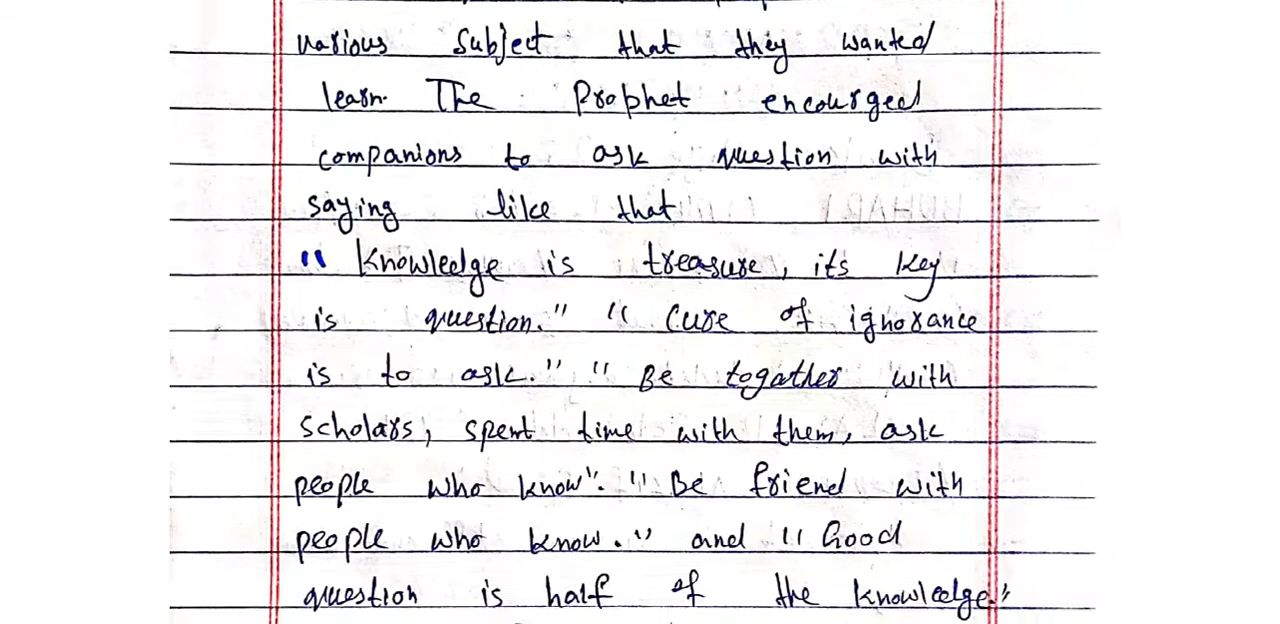 various subject that they wanted
learn. The Prophet encourged
companions to ask question with
saying like that
"Knowledge is treasure, its key
is question." "Cure of ignorance
is to ask." "Be togather with
scholars, spent time with them, ask
people who know". "Be friend with
people who know." and "Good
question is half of the knowledge"